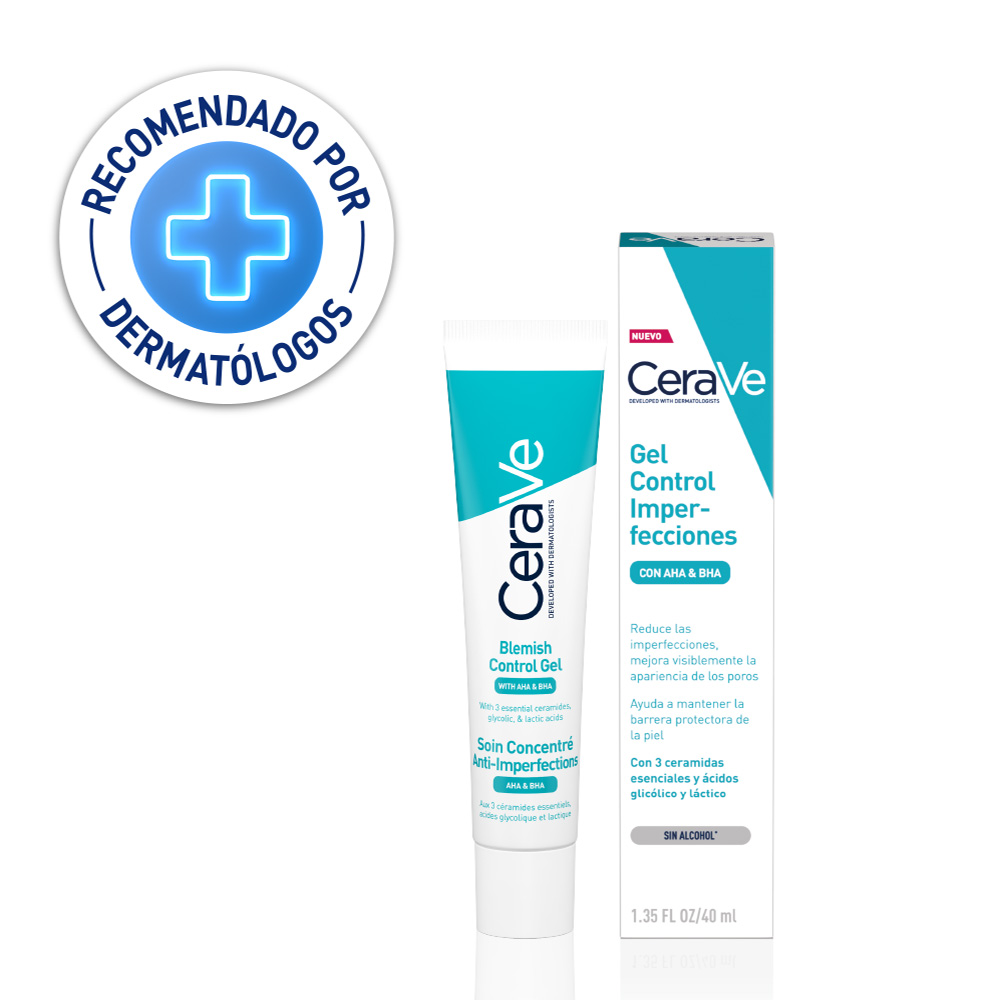 RECOMENDADO POR
DERMATÓLOGOS
CeraVe
DEVELOPED WITH DERMATOLOGISTS
Blemish
Control Gel
WITH AHA & BHA
With 3 essential ceramides,
glycolic, & lactic acids
Soin Concentré
Anti-Imperfections
AHA & BHA
Aux 3 céramides essentiels,
acides glycolique et lactique
CeraVe
NUEVO
CeraVe
DEVELOPED WITH DERMATOLOGISTS
Gel
Control
Imper-
fecciones
CON AHA & BHA
Reduce las
imperfecciones,
mejora visiblemente la
apariencia de los poros
Ayuda a mantener la
barrera protectora de
la piel
Con 3 ceramidas
esenciales y ácidos
glicólico y láctico
SIN ALCOHOL*
1.35 FL OZ/40 ml